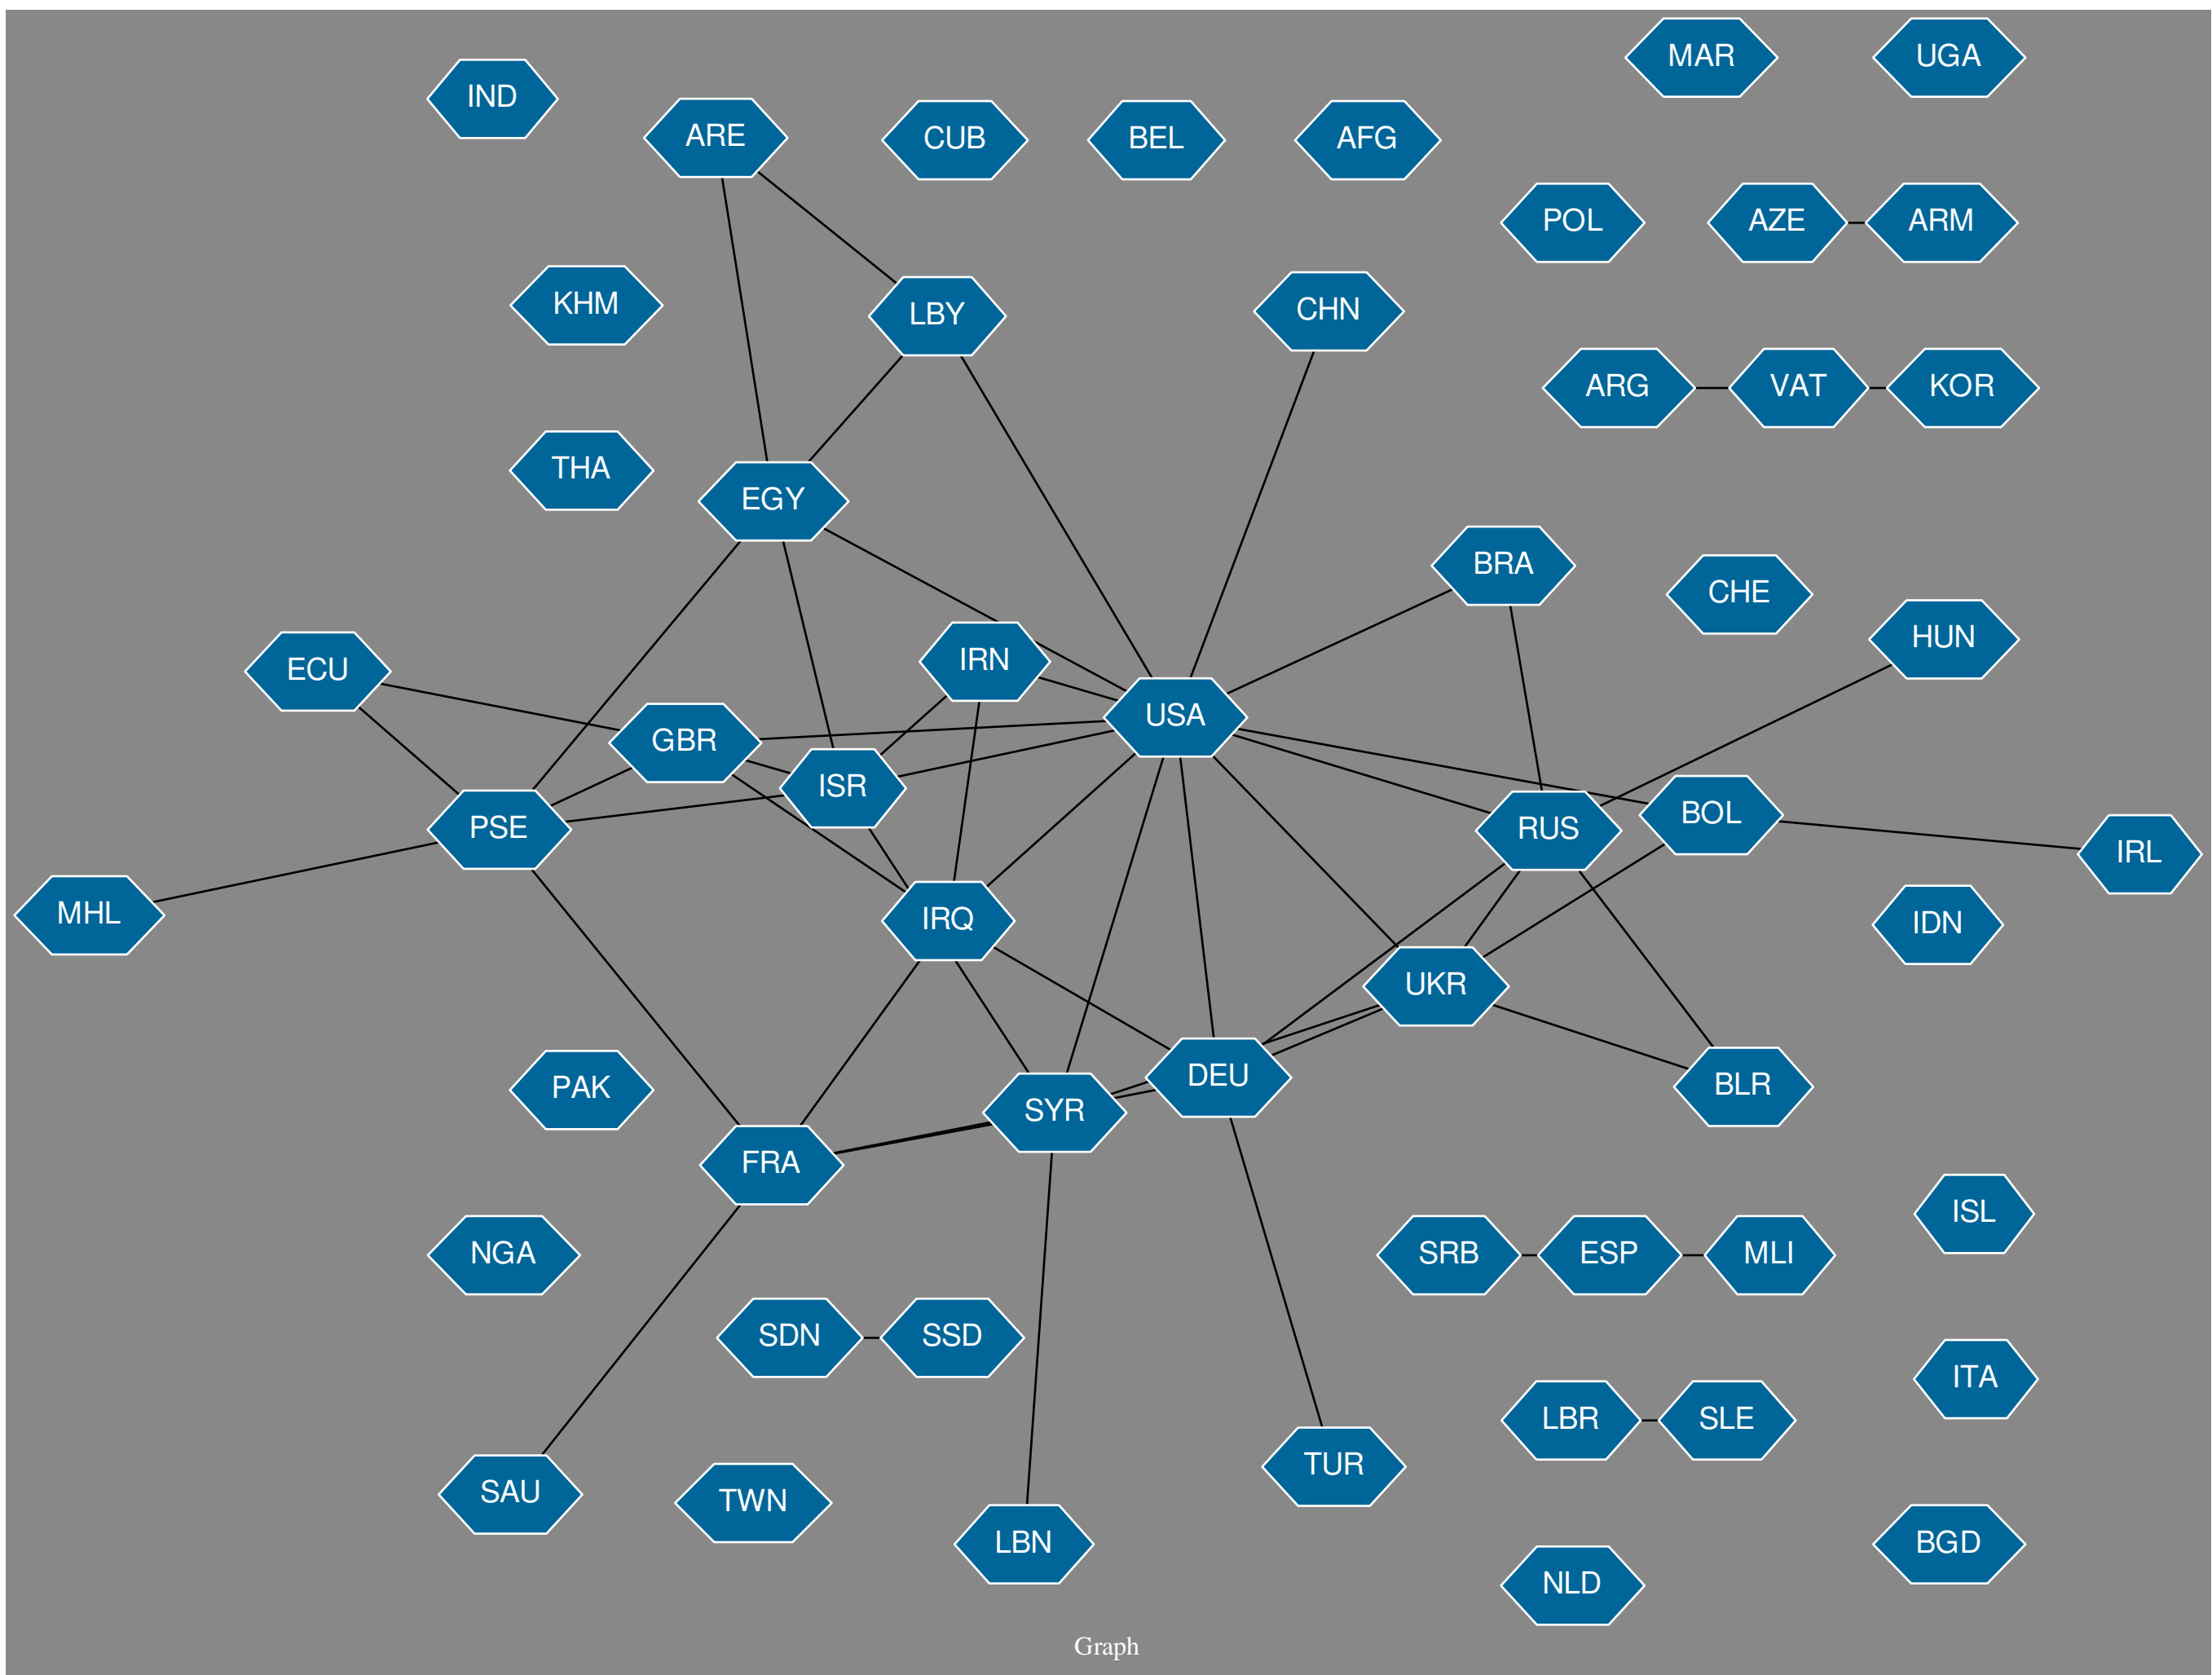 MAR
UGA
IND
ARE
CUB
BEL
AFG
POL
AZE
ARM
KHM
LBY
CHN
ARG
VAT
KOR
THA
EGY
BRA
CHE
HUN
ECU
IRN
USA
GBR
ISR
PSE
RUS
BOL
IRL
MHL
IRQ
IDN
UKR
PAK
SYR
DEU
BLR
FRA
ISL
NGA
SRB
ESP
MLI
SDN
SSD
ITA
LBR
SLE
SAU
TWN
TUR
LBN
BGD
NLD
Graph